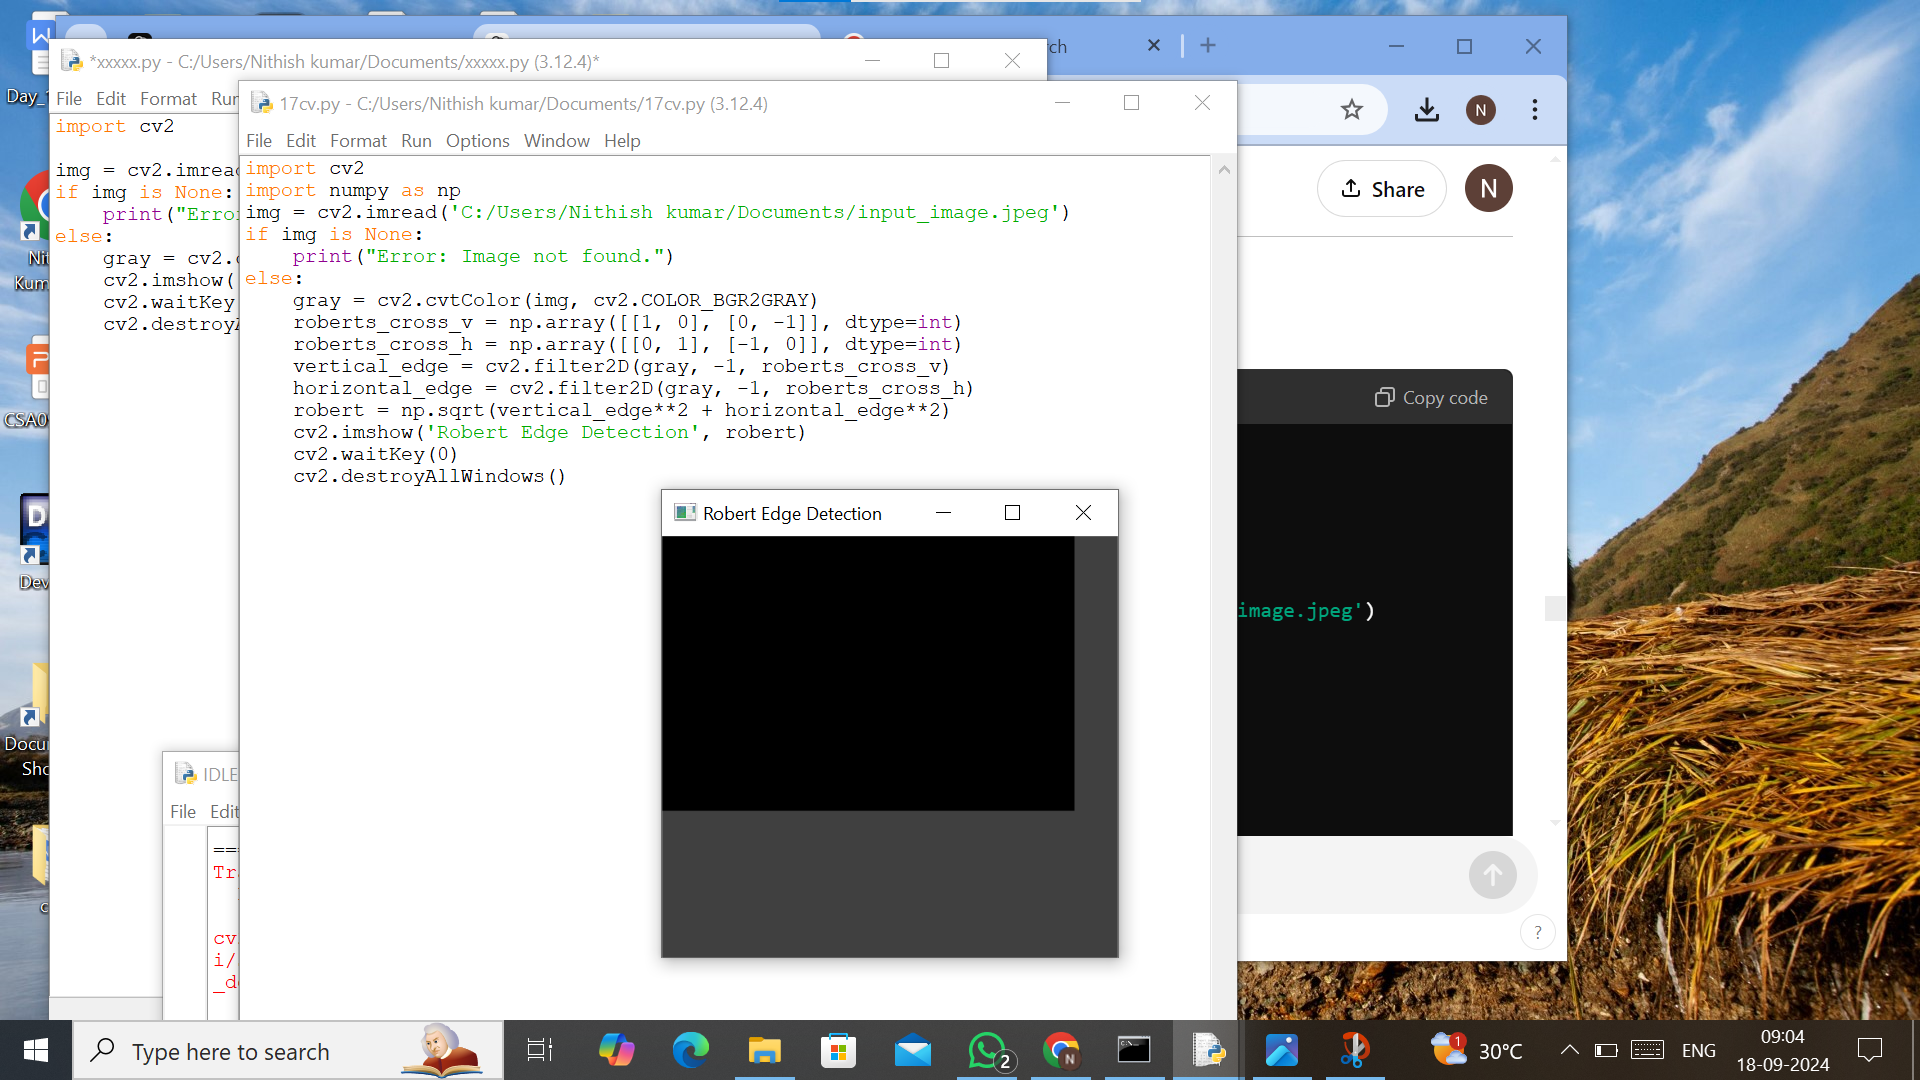 Day_1
Nit
Kum
CSA0
Dev
Docu
Sho
c
rch
*xxxxx.py - C:/Users/Nithish kumar/Documents/xxxxx.py (3.12.4)*
File Edit Format Run
import cv2
img = cv2.imread
if img is None:
    print("Error
else:
    gray = cv2.
    cv2.imshow(
    cv2.waitKey
    cv2.destroyA
17cv.py - C:/Users/Nithish kumar/Documents/17cv.py (3.12.4)
File Edit Format Run Options Window Help
import cv2
import numpy as np
img = cv2.imread('C:/Users/Nithish kumar/Documents/input_image.jpeg')
if img is None:
    print("Error: Image not found.")
else:
    gray = cv2.cvtColor(img, cv2.COLOR_BGR2GRAY)
    roberts_cross_v = np.array([[1, 0], [0, -1]], dtype=int)
    roberts_cross_h = np.array([[0, 1], [-1, 0]], dtype=int)
    vertical_edge = cv2.filter2D(gray, -1, roberts_cross_v)
    horizontal_edge = cv2.filter2D(gray, -1, roberts_cross_h)
    robert = np.sqrt(vertical_edge**2 + horizontal_edge**2)
    cv2.imshow('Robert Edge Detection', robert)
    cv2.waitKey(0)
    cv2.destroyAllWindows()
Robert Edge Detection
N
Share
N
Copy code
image.jpeg')
?
IDLE
File Edit
===
Tra
cv
i/
_d
Type here to search
2
N
1
30°C
ENG
09:04
18-09-2024